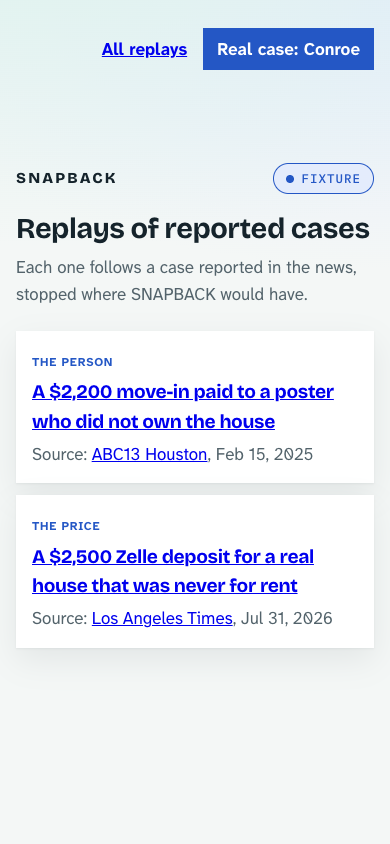 All replays
Real case: Conroe
SNAPBACK
FIXTURE
Replays of reported cases
Each one follows a case reported in the news,
stopped where SNAPBACK would have.
THE PERSON
A $2,200 move-in paid to a poster
who did not own the house
Source: ABC13 Houston, Feb 15, 2025
THE PRICE
A $2,500 Zelle deposit for a real
house that was never for rent
Source: Los Angeles Times, Jul 31, 2026